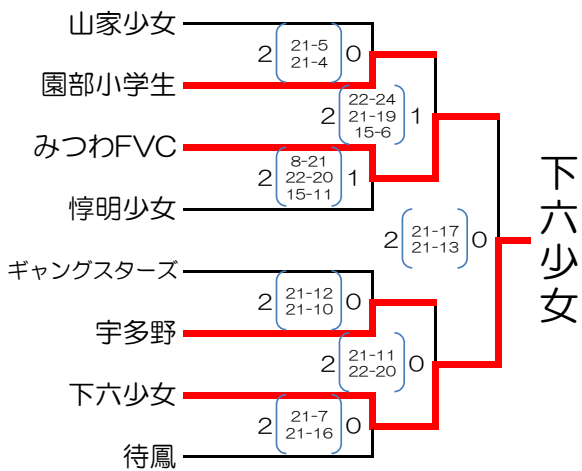 山家少女
2 21-5 0
21-4
園部小学生
2 22-24 1
21-19
15-6
みつわFVC
2 8-21 1
22-20
15-11
惇明少女
2 21-17 0
21-13
下六少女
ギャングスターズ
2 21-12 0
21-10
宇多野
2 21-11 0
22-20
下六少女
2 21-7 0
21-16
待鳳